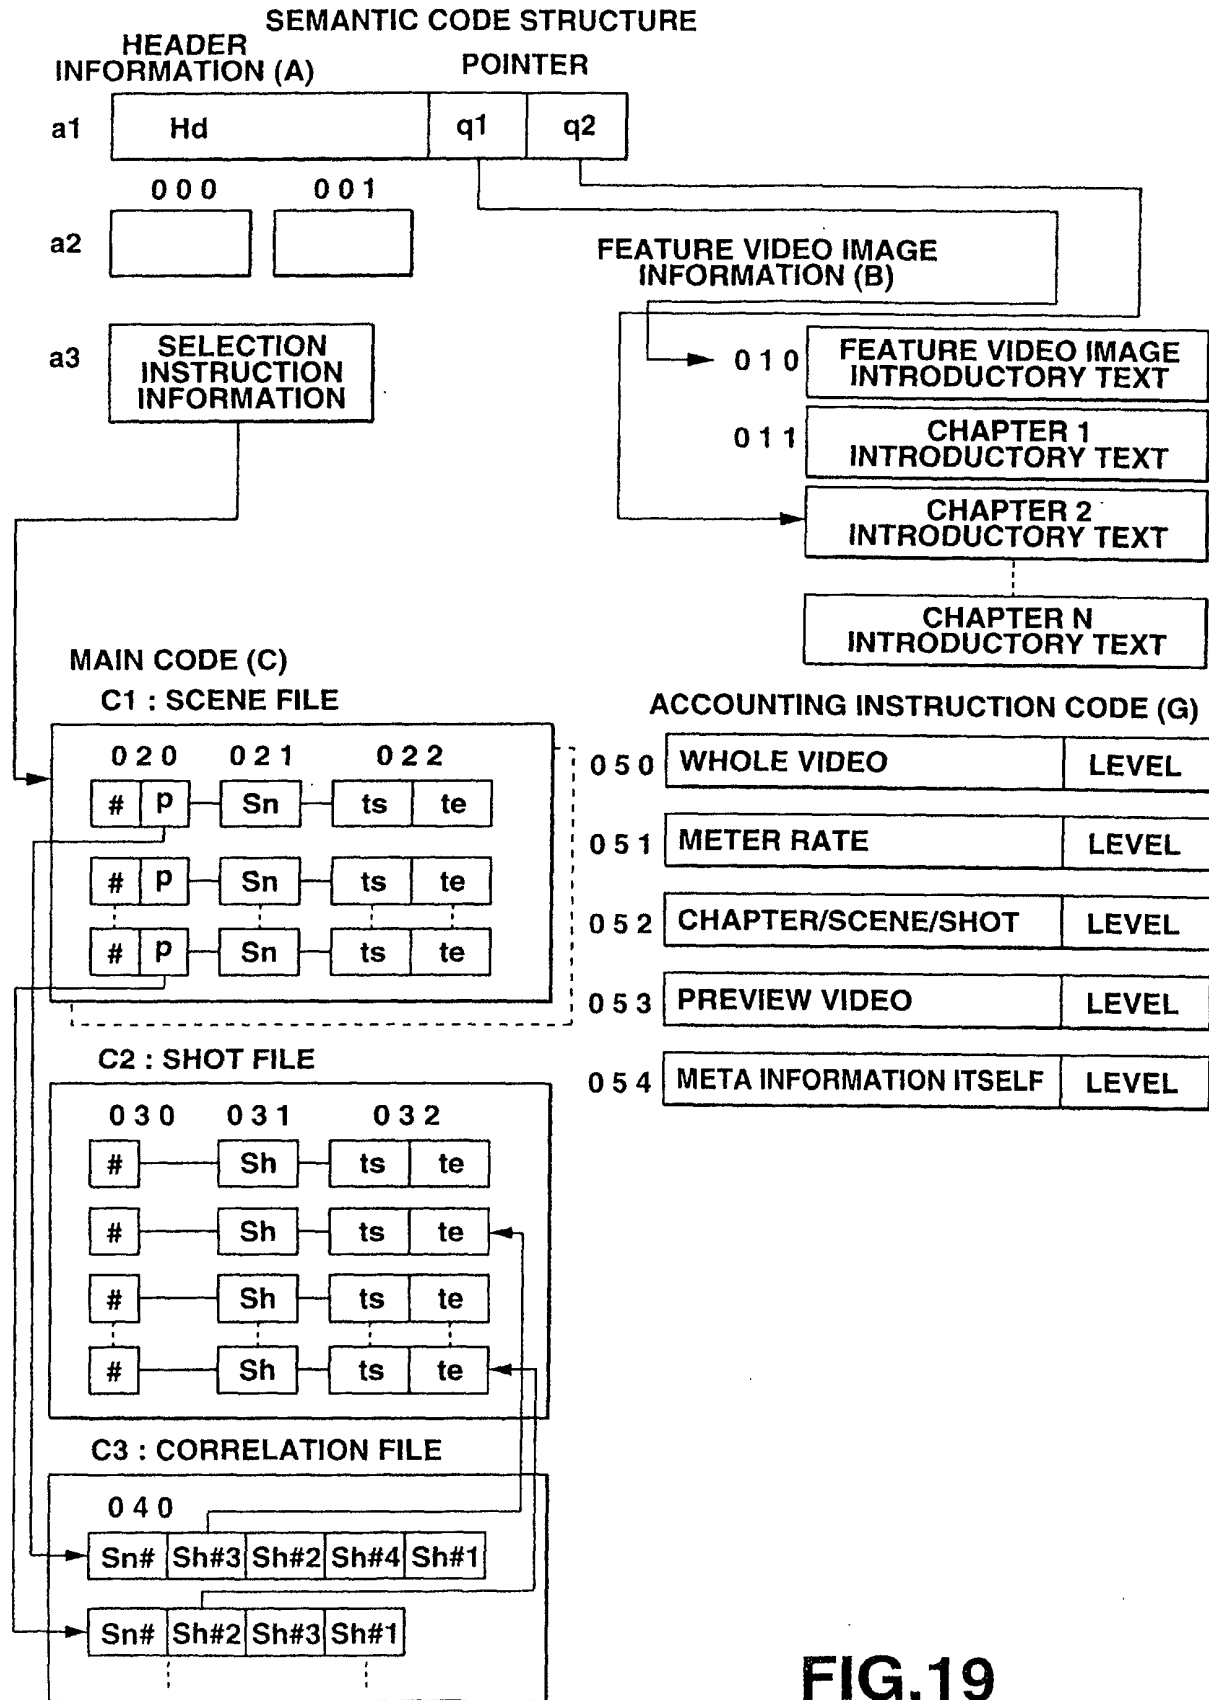 SEMANTIC CODE STRUCTURE
HEADER
INFORMATION (A)
POINTER
a1
Hd
q1
q2
000
001
a2
FEATURE VIDEO IMAGE
INFORMATION (B)
a3
SELECTION
INSTRUCTION
INFORMATION
010
FEATURE VIDEO IMAGE
INTRODUCTORY TEXT
011
CHAPTER 1
INTRODUCTORY TEXT
CHAPTER 2
INTRODUCTORY TEXT
CHAPTER N
INTRODUCTORY TEXT
MAIN CODE (C)
C1 : SCENE FILE
020 021 022
# p Sn ts te
# p Sn ts te
# p Sn ts te
ACCOUNTING INSTRUCTION CODE (G)
050 WHOLE VIDEO LEVEL
051 METER RATE LEVEL
052 CHAPTER/SCENE/SHOT LEVEL
053 PREVIEW VIDEO LEVEL
054 META INFORMATION ITSELF LEVEL
C2 : SHOT FILE
030 031 032
# Sh ts te
# Sh ts te
# Sh ts te
# Sh ts te
C3 : CORRELATION FILE
040
Sn# Sh#3 Sh#2 Sh#4 Sh#1
Sn# Sh#2 Sh#3 Sh#1
FIG.19